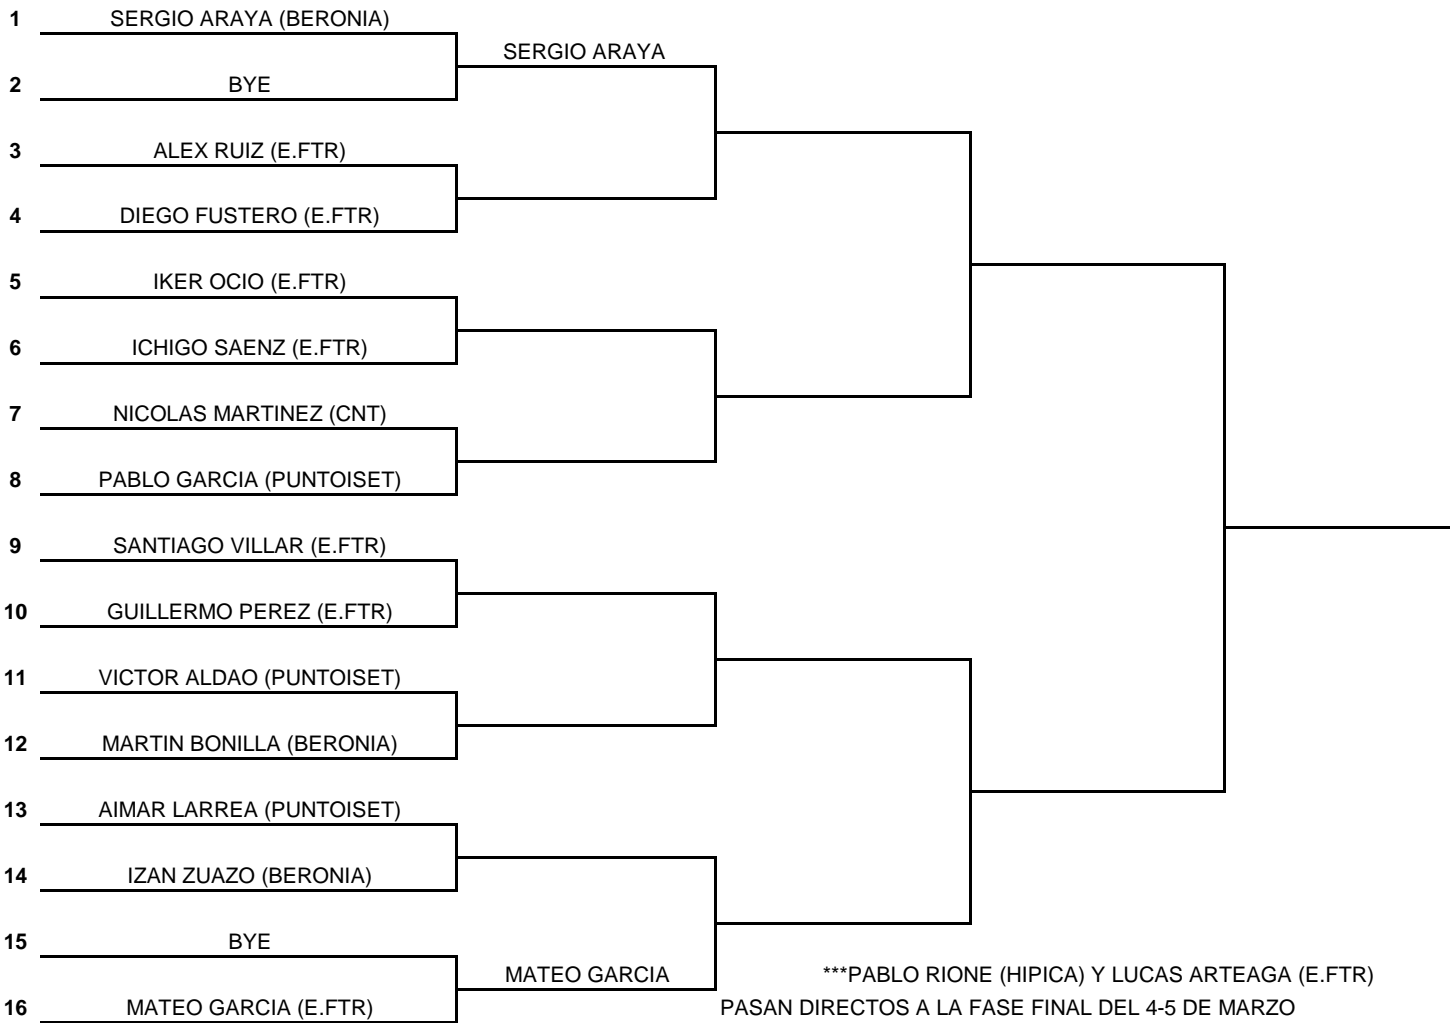 1 SERGIO ARAYA (BERONIA)
SERGIO ARAYA
2 BYE
3 ALEX RUIZ (E.FTR)
4 DIEGO FUSTERO (E.FTR)
5 IKER OCIO (E.FTR)
6 ICHIGO SAENZ (E.FTR)
7 NICOLAS MARTINEZ (CNT)
8 PABLO GARCIA (PUNTOISET)
9 SANTIAGO VILLAR (E.FTR)
10 GUILLERMO PEREZ (E.FTR)
11 VICTOR ALDAO (PUNTOISET)
12 MARTIN BONILLA (BERONIA)
13 AIMAR LARREA (PUNTOISET)
14 IZAN ZUAZO (BERONIA)
15 BYE
MATEO GARCIA
16 MATEO GARCIA (E.FTR)
***PABLO RIONE (HIPICA) Y LUCAS ARTEAGA (E.FTR)
PASAN DIRECTOS A LA FASE FINAL DEL 4-5 DE MARZO